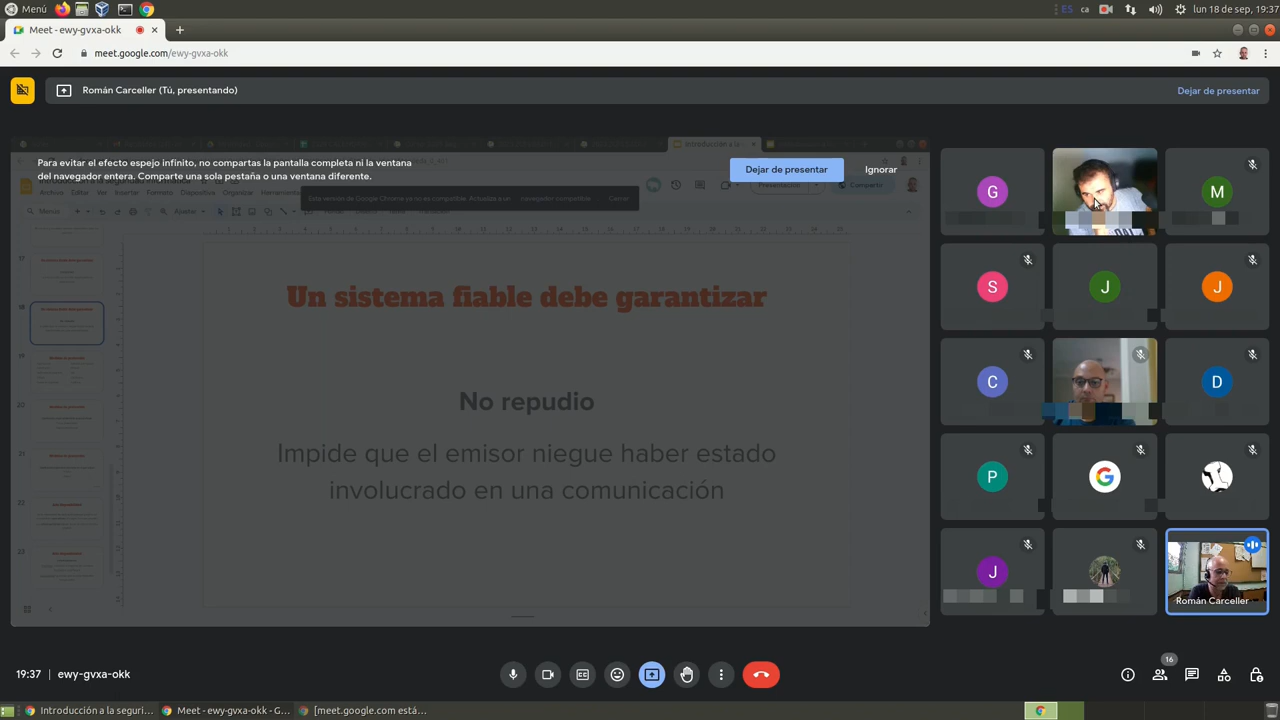 Menú
ES
ca
lun 18 de sep, 19:37
Meet - ewy-gvxa-okk
meet.google.com/ewy-gvxa-okk
Román Carceller (Tú, presentando)
Dejar de presentar
Para evitar el efecto espejo infinito, no compartas la pantalla completa ni la ventana
del navegador entera. Comparte una sola pestaña o una ventana diferente.
Dejar de presentar
Ignorar
Un sistema fiable debe garantizar
No repudio
Impide que el emisor niegue haber estado
involucrado en una comunicación
G
M
S
J
J
C
D
P
G
J
Román Carceller
19:37
ewy-gvxa-okk
16
Introducción a la seguri...
Meet - ewy-gvxa-okk - G...
[meet.google.com está...